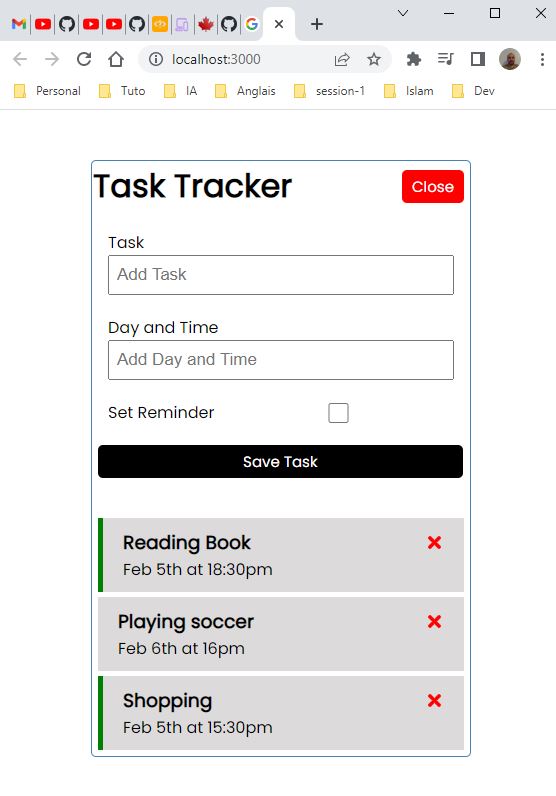 localhost:3000
Personal Tuto IA Anglais session-1 Islam Dev
Task Tracker Close
Task
Add Task
Day and Time
Add Day and Time
Set Reminder
Save Task
Reading Book
Feb 5th at 18:30pm
Playing soccer
Feb 6th at 16pm
Shopping
Feb 5th at 15:30pm